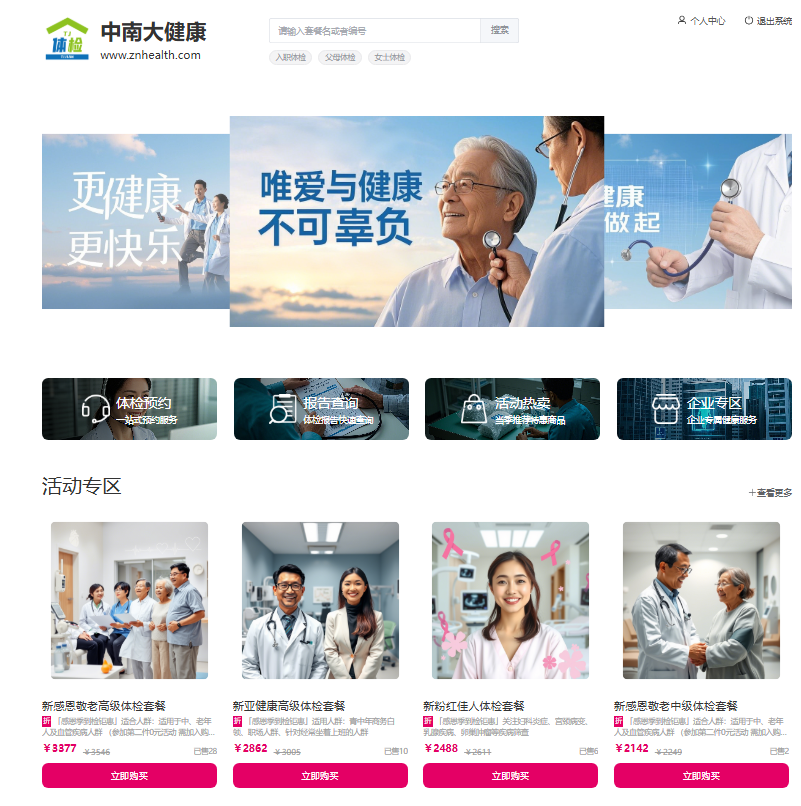 中南大健康
www.znhealth.com
TJ
体检
请输入套餐名或者编号
搜索
个人中心
退出系统
入职体检
父母体检
女士体检
更健康
更快乐
唯爱与健康
不可辜负
健康
做起
体检预约
一站式预约服务
报告查询
体检报告快速查询
活动热卖
当季推荐特惠商品
企业专区
企业专属健康服务
活动专区
+查看更多
新感恩敬老高级体检套餐
折 「感恩季到检钜惠」适合人群：适用于中、老年
人及血管疾病人群 （参加第二件0元活动 需加入购...
¥3377 ¥3546 已售28
立即购买
新亚健康高级体检套餐
折 「感恩季到检钜惠」适用人群：青中年商务白
领、职场人群、针对经常坐着上班的人群
¥2862 ¥3005 已售10
立即购买
新粉红佳人体检套餐
折 「感恩季到检钜惠」关注妇科炎症、宫颈病变、
乳腺疾病、卵巢肿瘤等疾病筛查
¥2488 ¥2611 已售6
立即购买
新感恩敬老中级体检套餐
折 「感恩季到检钜惠」适合人群：适用于中、老年
人及血管疾病人群 （参加第二件0元活动 需加入购...
¥2142 ¥2249 已售2
立即购买